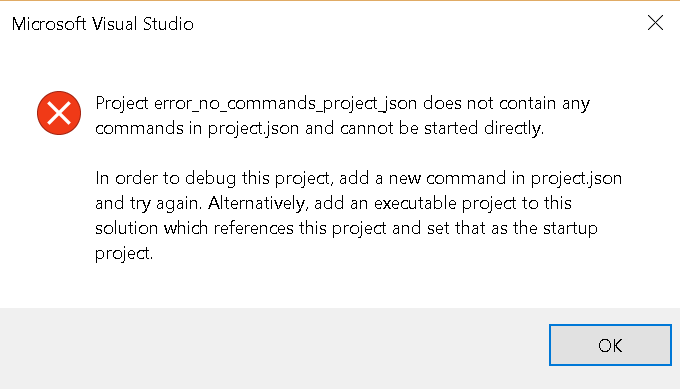 Microsoft Visual Studio
Project error_no_commands_project_json does not contain any
commands in project.json and cannot be started directly.
In order to debug this project, add a new command in project.json
and try again. Alternatively, add an executable project to this
solution which references this project and set that as the startup
project.
OK